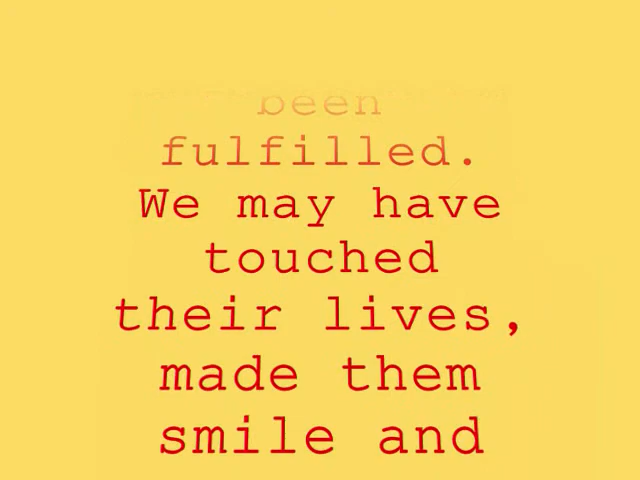 been
fulfilled.
We may have
touched
their lives,
made them
smile and